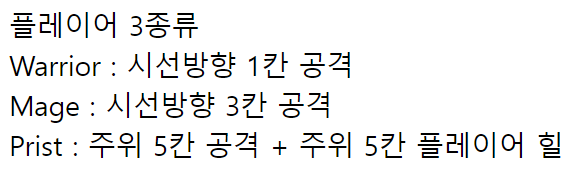 플레이어 3종류
Warrior : 시선방향 1칸 공격
Mage : 시선방향 3칸 공격
Prist : 주위 5칸 공격 + 주위 5칸 플레이어 힐